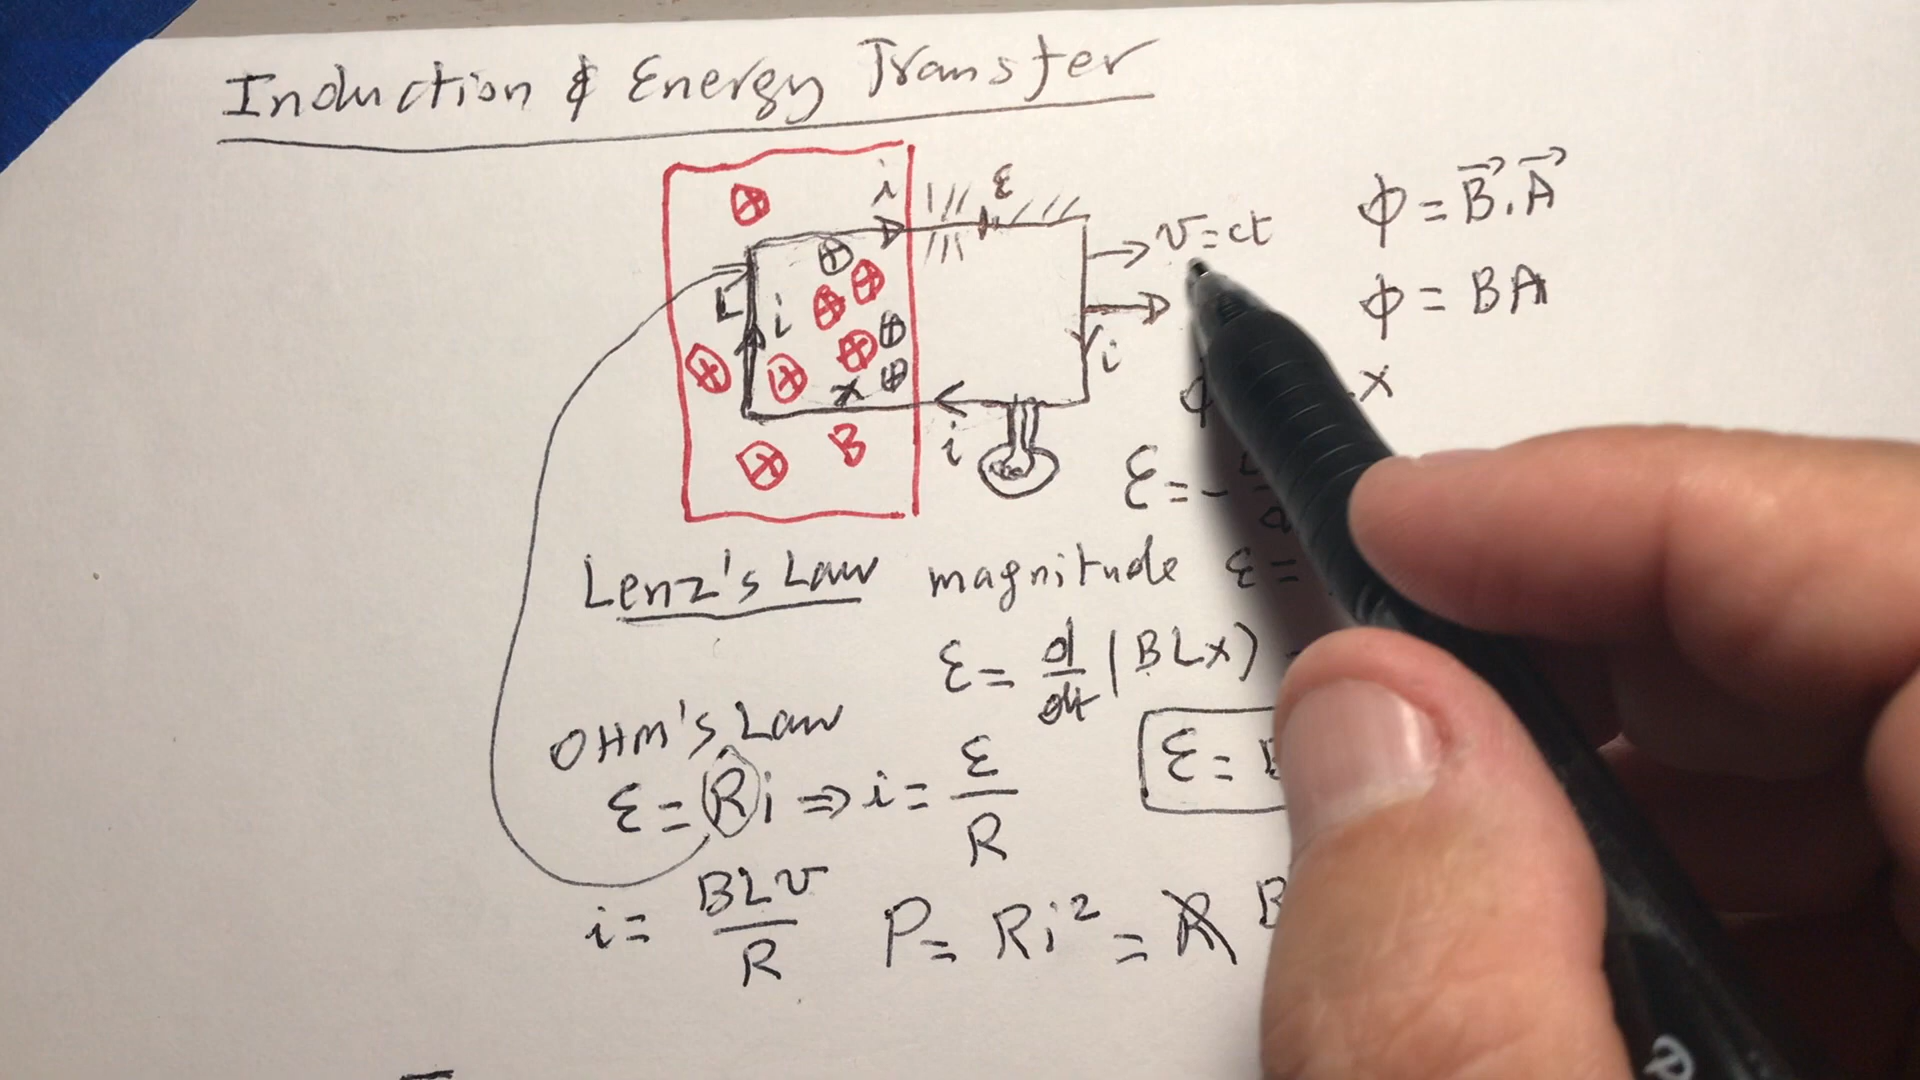 Induction & Energy Transfer
i ε
v = ct
L i
i
x
B i
ϕ = B⃗ . A⃗
ϕ = BA
ϕ .x
ε = -
Lenz's Law magnitude ε =
ε = d/dt (BLx)
OHM's Law
ε = Ri ⇒ i = ε/R
ε =
i = BLv/R P = Ri² = R B